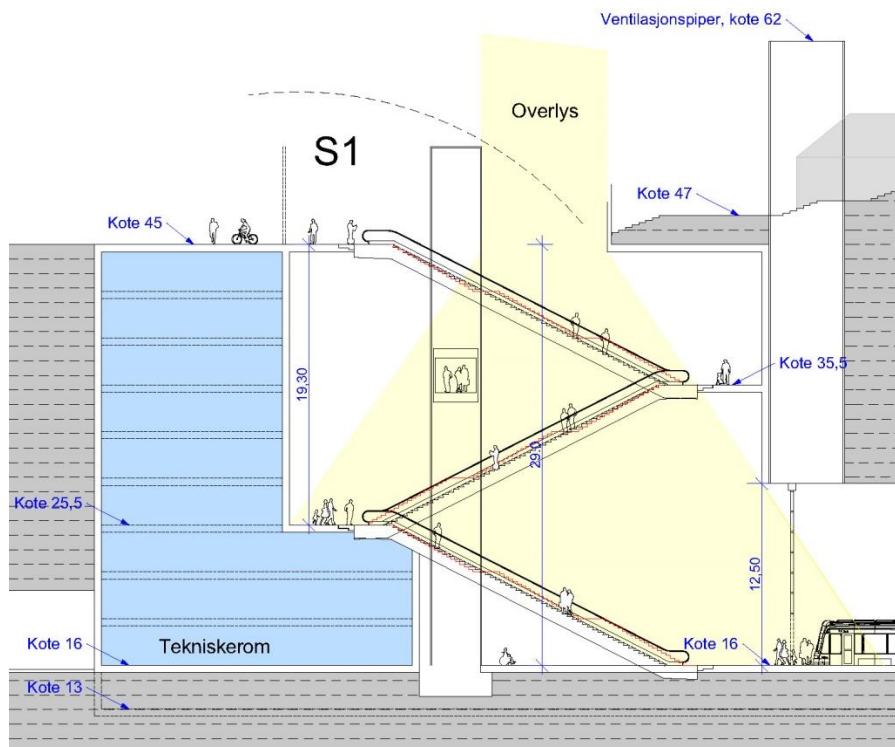 Ventilasjonspiper, kote 62
Overlys
S1
Kote 47
Kote 45
Kote 35,5
19,30
29.0
Kote 25,5
12,50
Tekniskerom
Kote 16
Kote 16
Kote 13